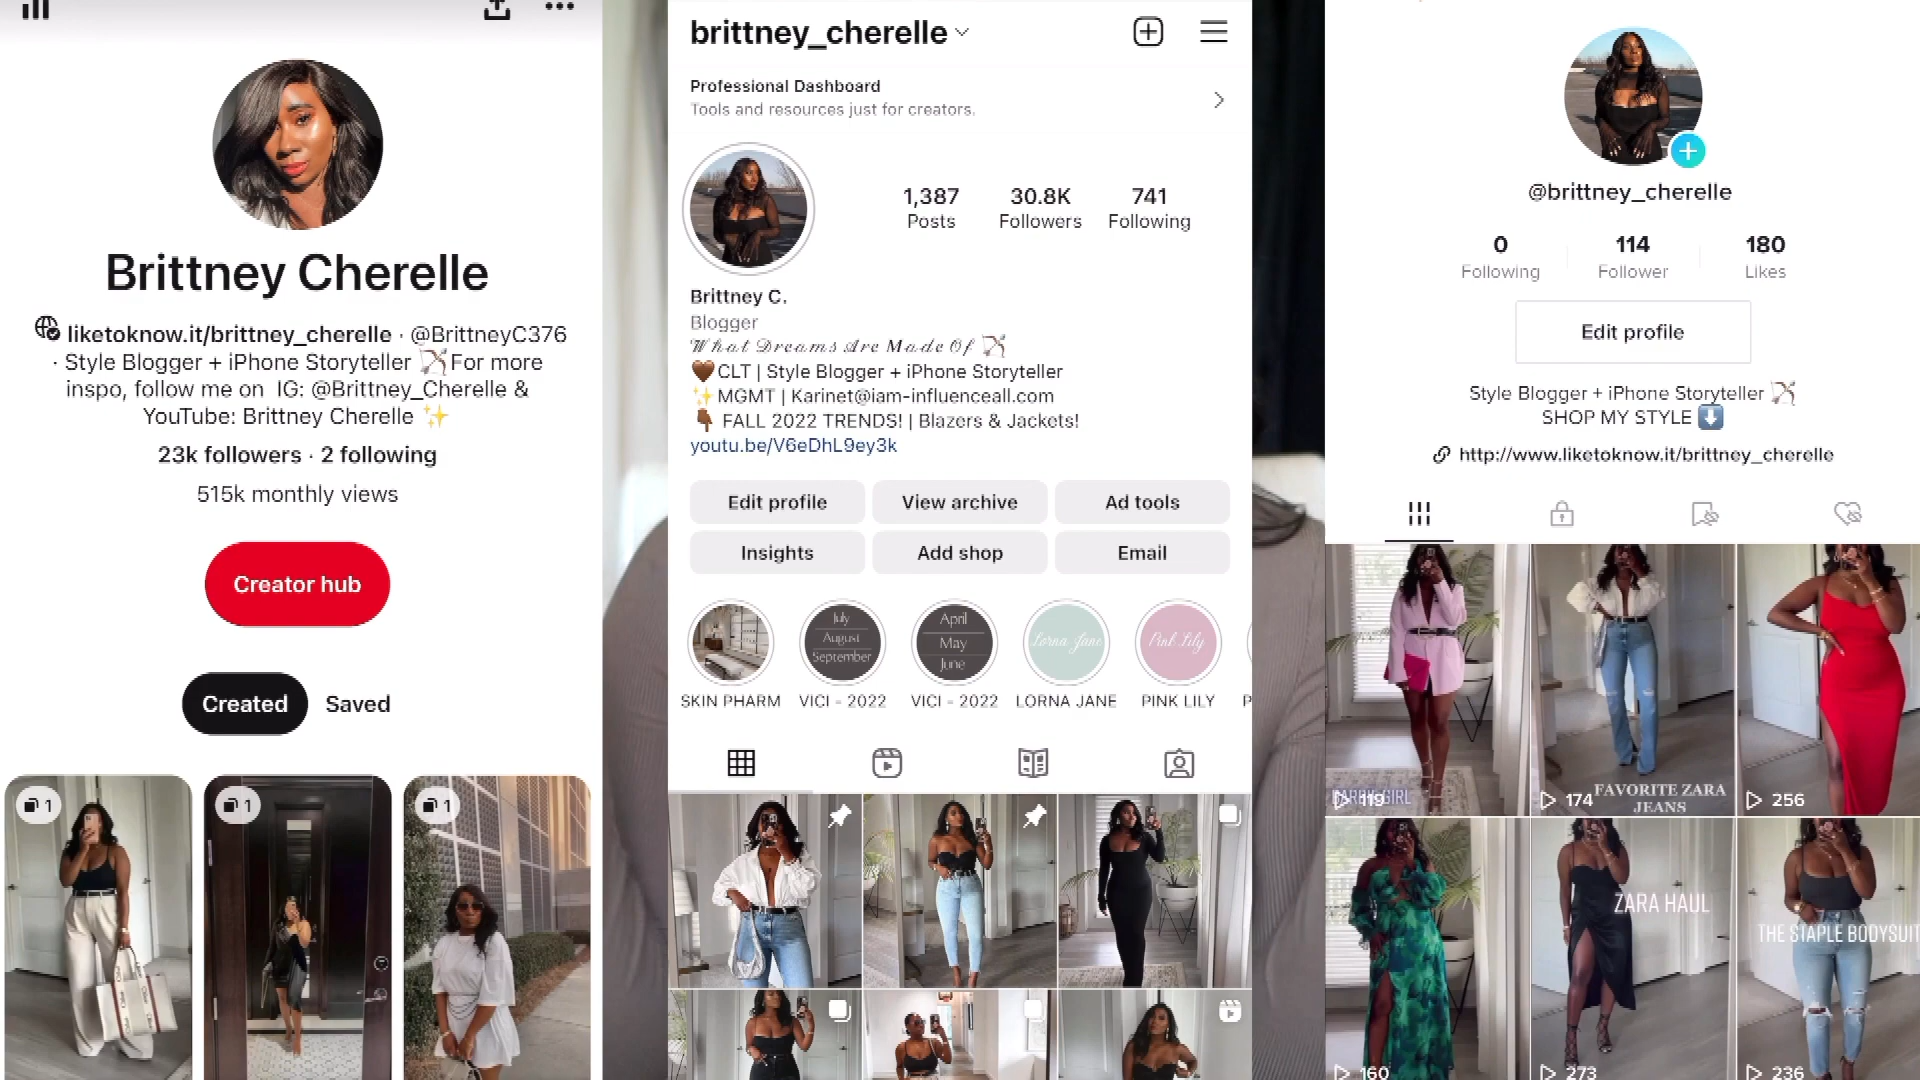 Brittney Cherelle
liketoknow.it/brittney_cherelle · @BrittneyC376
· Style Blogger + iPhone Storyteller 🏹For more
inspo, follow me on IG: @Brittney_Cherelle &
YouTube: Brittney Cherelle ✨
23k followers · 2 following
515k monthly views
Creator hub
Created Saved
1
1
1
brittney_cherelle
Professional Dashboard
Tools and resources just for creators.
1,387 30.8K 741
Posts Followers Following
Brittney C.
Blogger
What Dreams Are Made Of 🏹
🤎CLT | Style Blogger + iPhone Storyteller
✨MGMT | Karinet@iam-influenceall.com
👇🏾 FALL 2022 TRENDS! | Blazers & Jackets!
youtu.be/V6eDhL9ey3k
Edit profile View archive Ad tools
Insights Add shop Email
July
August
September
April
May
June
Lorna Jane
Pink Lily
SKIN PHARM VICI - 2022 VICI - 2022 LORNA JANE PINK LILY P
@brittney_cherelle
0 114 180
Following Follower Likes
Edit profile
Style Blogger + iPhone Storyteller 🏹
SHOP MY STYLE ⬇️
http://www.liketoknow.it/brittney_cherelle
119
GIRL
174
FAVORITE ZARA
JEANS
256
160
ZARA HAUL
273
THE STAPLE BODYSUIT
236